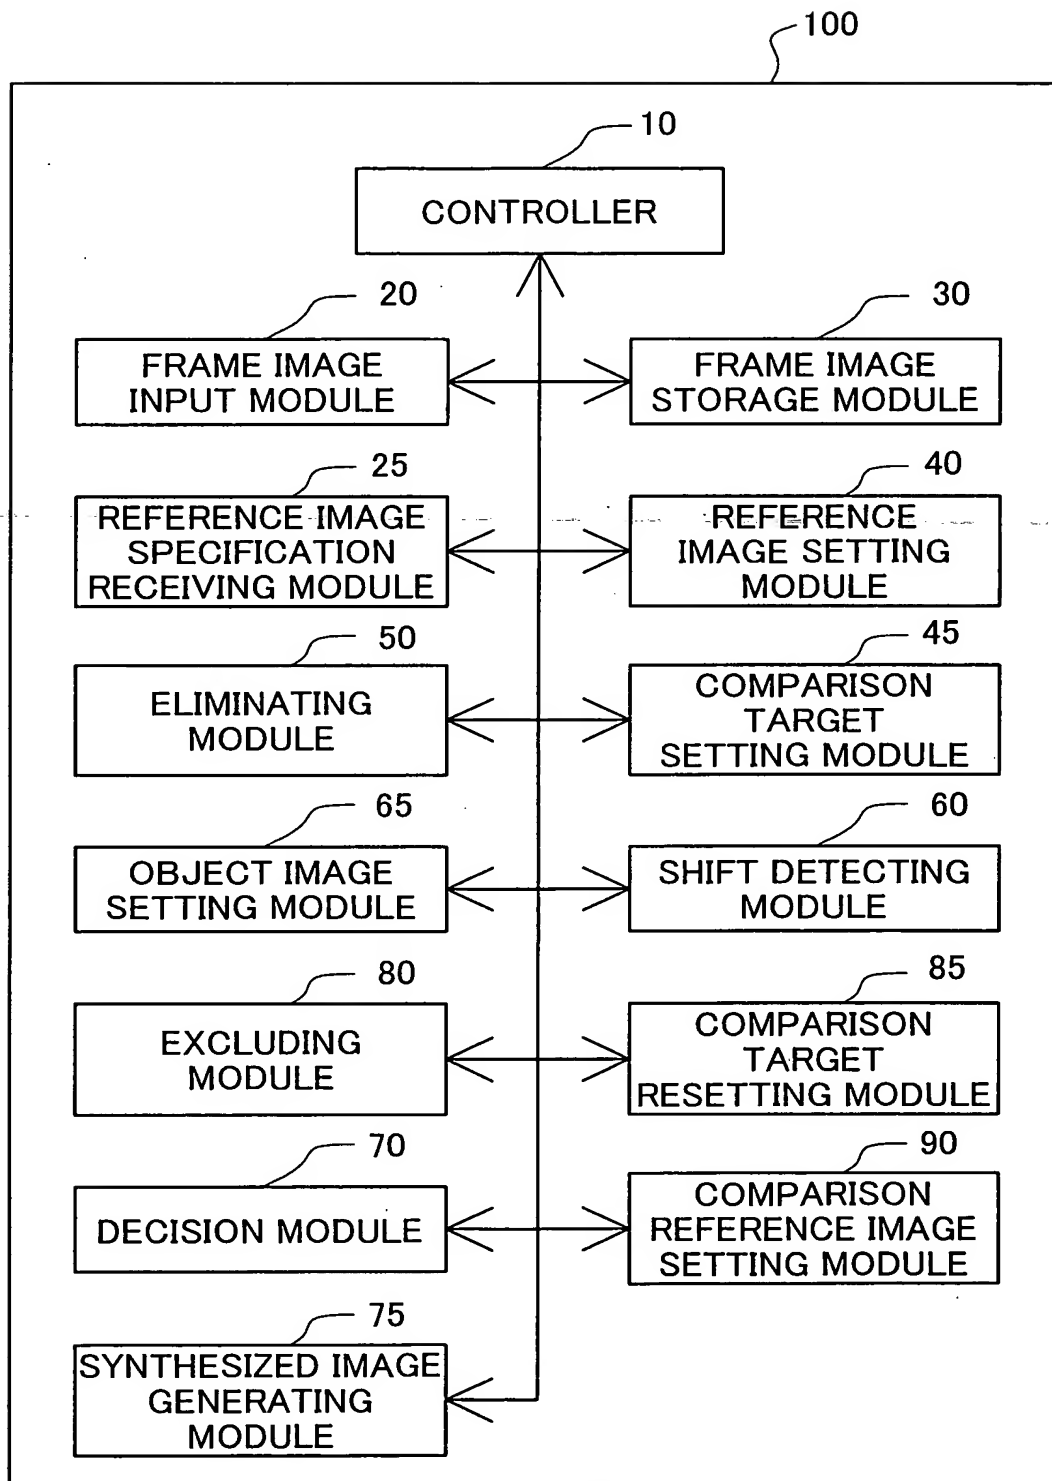 100
10
CONTROLLER
20
FRAME IMAGE
INPUT MODULE
30
FRAME IMAGE
STORAGE MODULE
25
REFERENCE IMAGE
SPECIFICATION
RECEIVING MODULE
40
REFERENCE
IMAGE SETTING
MODULE
50
ELIMINATING
MODULE
45
COMPARISON
TARGET
SETTING MODULE
65
OBJECT IMAGE
SETTING MODULE
60
SHIFT DETECTING
MODULE
80
EXCLUDING
MODULE
85
COMPARISON
TARGET
RESETTING MODULE
70
DECISION MODULE
90
COMPARISON
REFERENCE IMAGE
SETTING MODULE
75
SYNTHESIZED IMAGE
GENERATING
MODULE